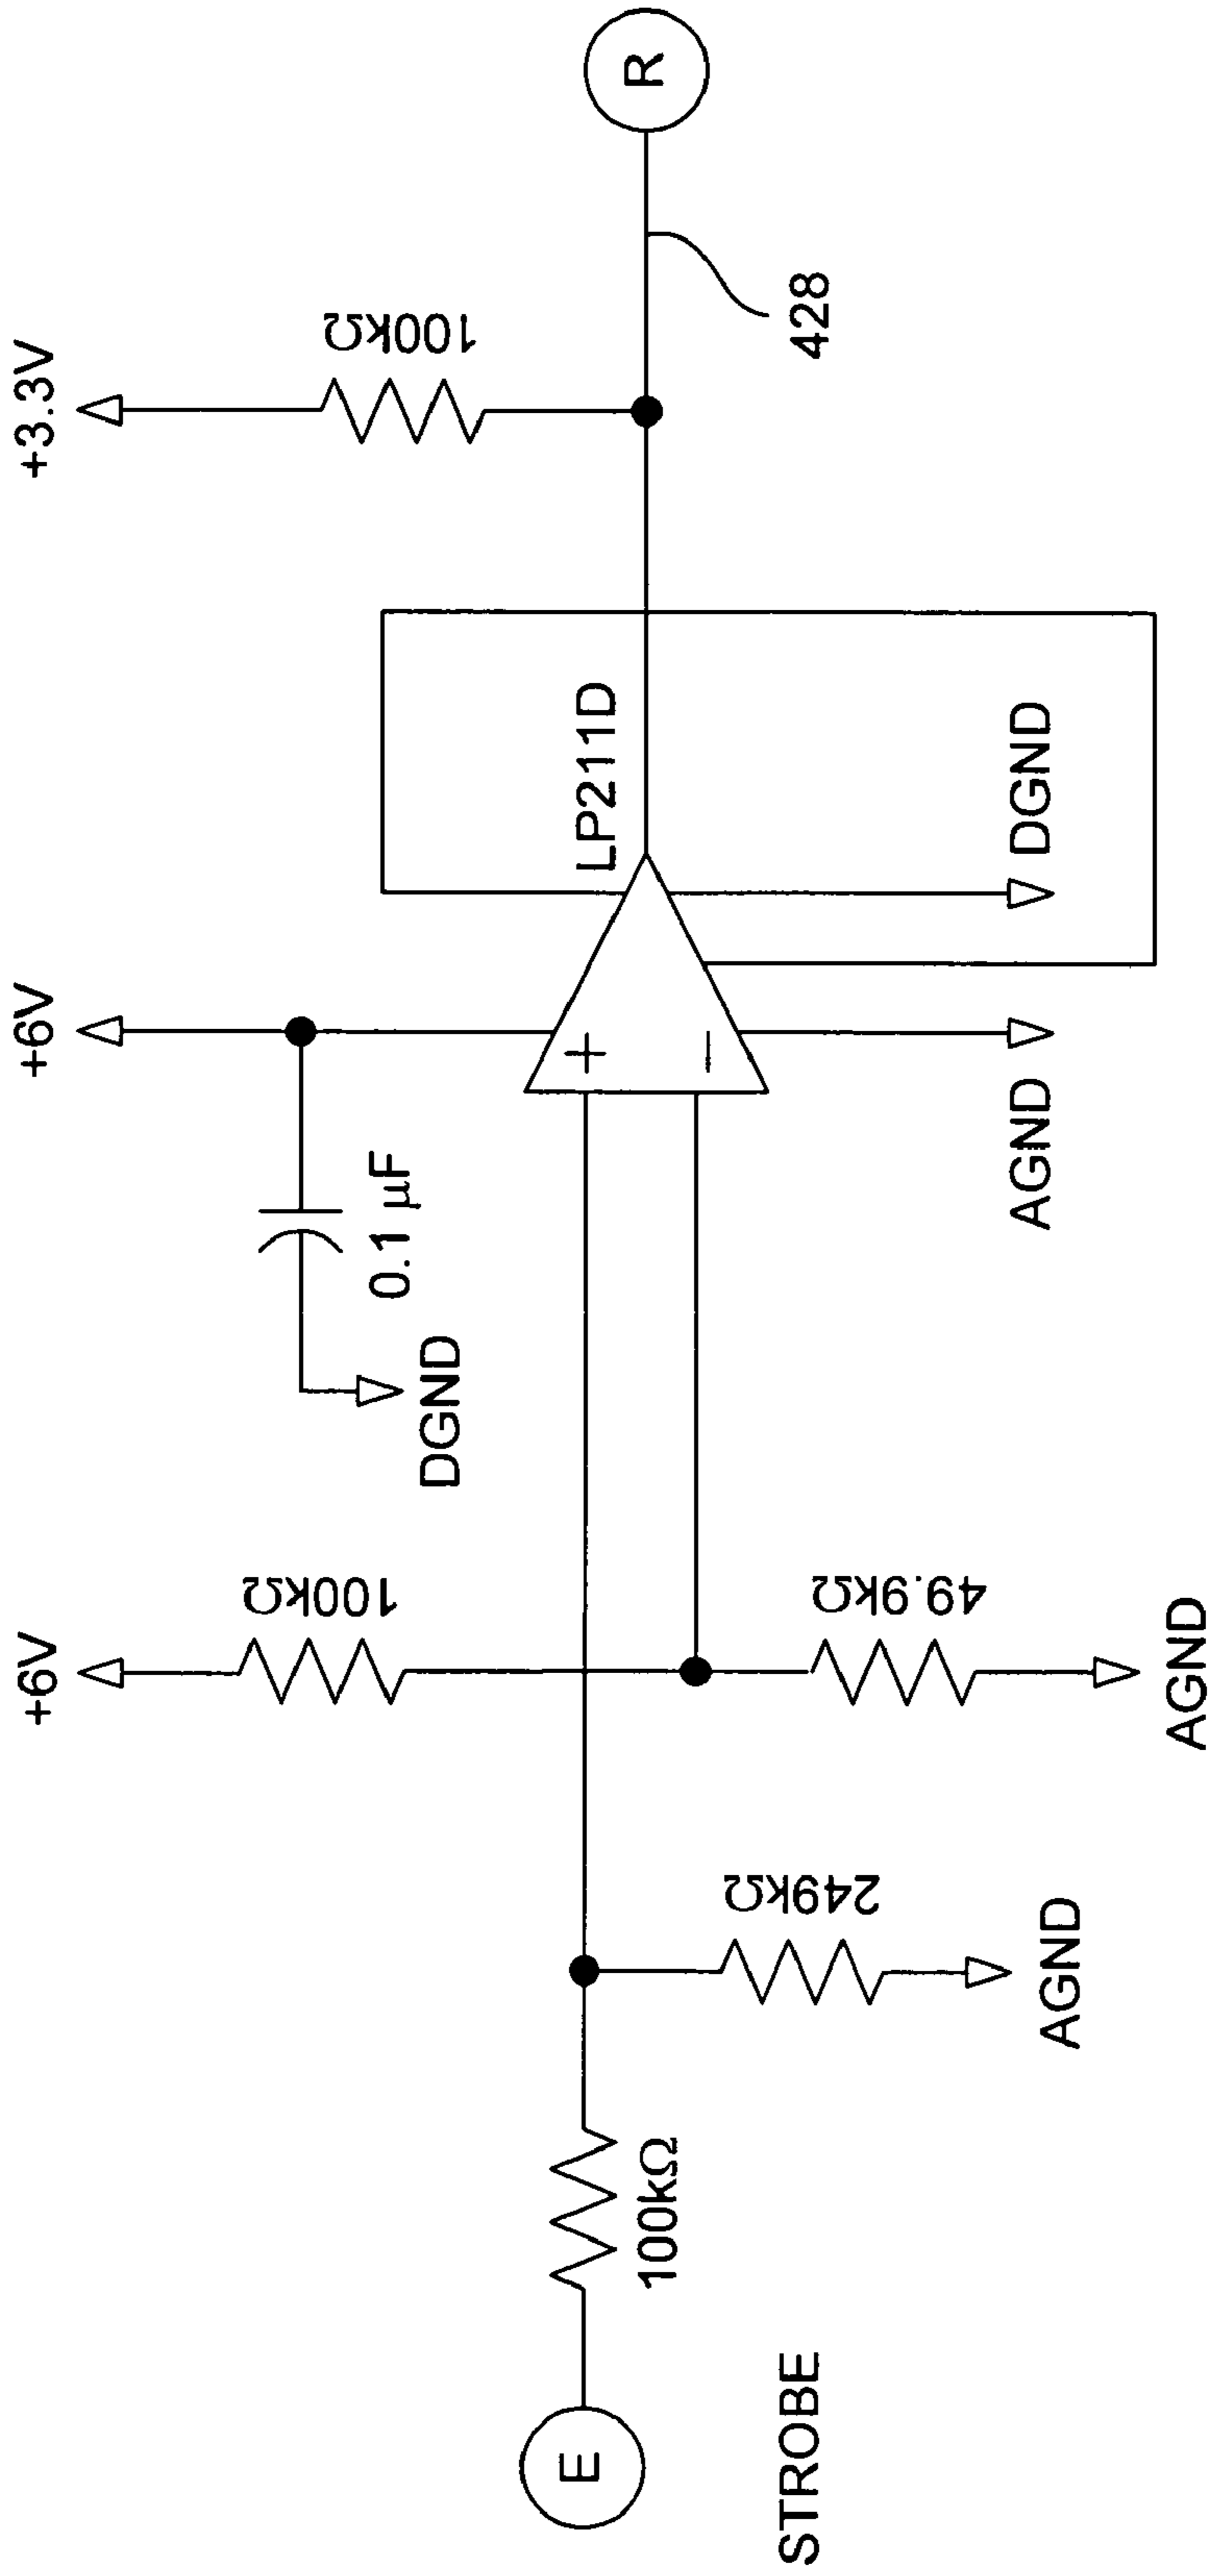 +6V
+6V
+3.3V
100kΩ
DGND
0.1 µF
100kΩ
E
100kΩ
249kΩ
AGND
+
−
LP211D
R
428
49.9kΩ
AGND
AGND
DGND
STROBE